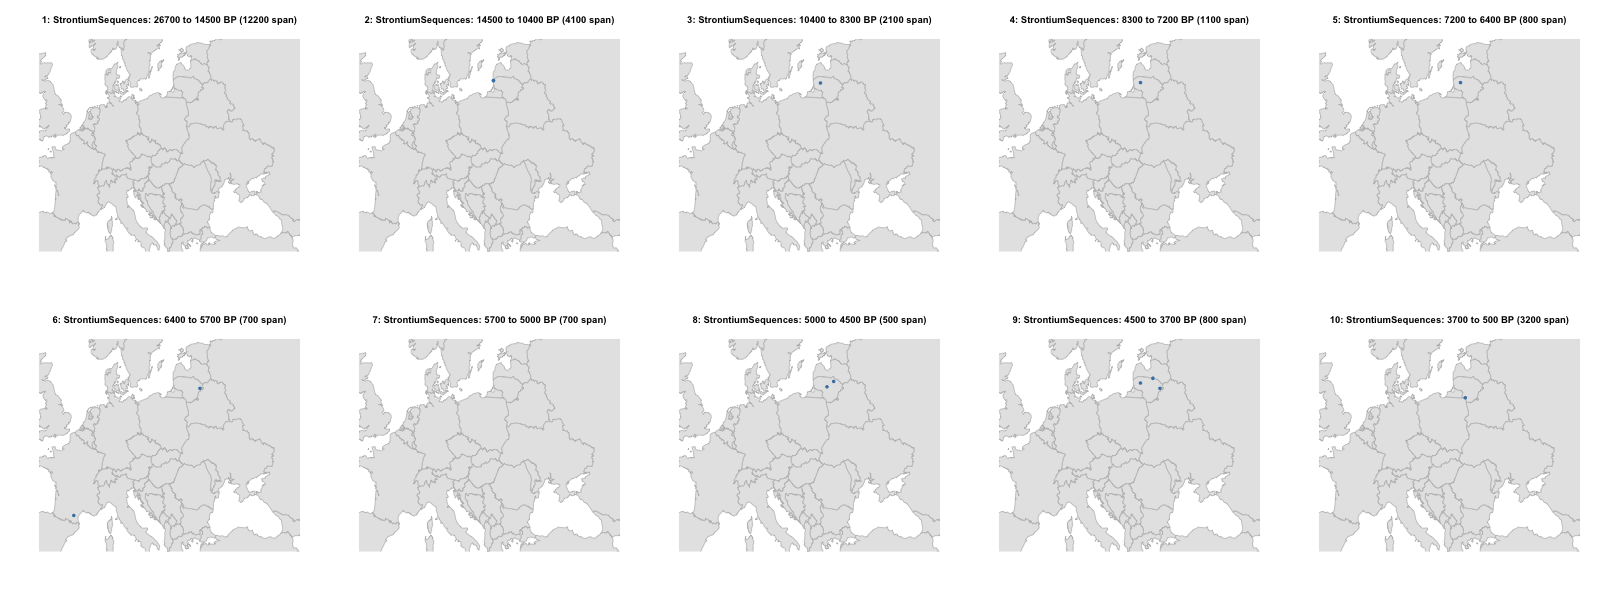 1: StrontiumSequences: 26700 to 14500 BP (12200 span)
2: StrontiumSequences: 14500 to 10400 BP (4100 span)
3: StrontiumSequences: 10400 to 8300 BP (2100 span)
4: StrontiumSequences: 8300 to 7200 BP (1100 span)
5: StrontiumSequences: 7200 to 6400 BP (800 span)
6: StrontiumSequences: 6400 to 5700 BP (700 span)
7: StrontiumSequences: 5700 to 5000 BP (700 span)
8: StrontiumSequences: 5000 to 4500 BP (500 span)
9: StrontiumSequences: 4500 to 3700 BP (800 span)
10: StrontiumSequences: 3700 to 500 BP (3200 span)